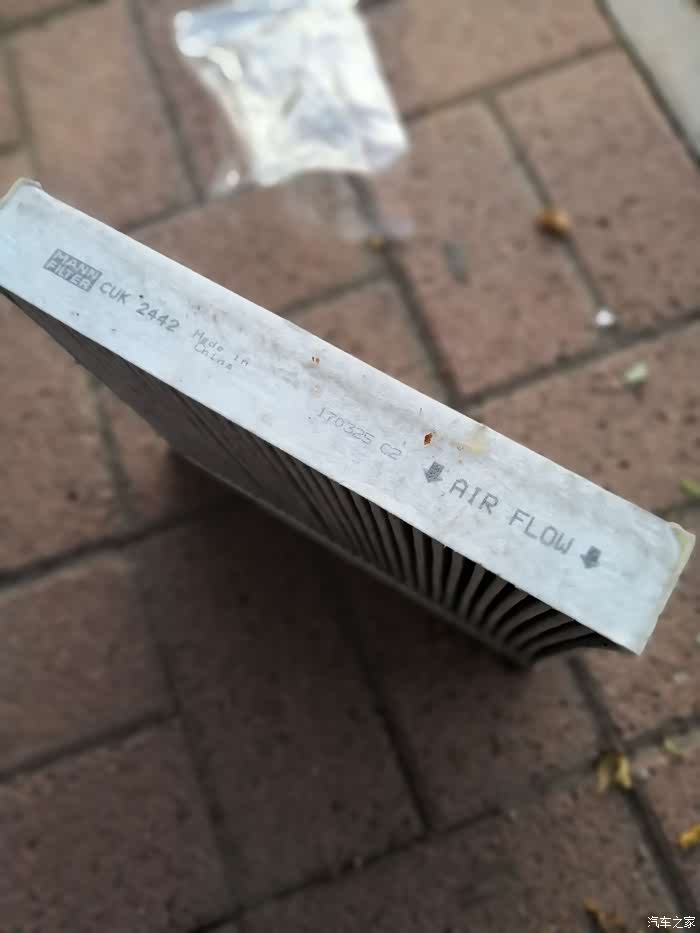 MANN
FILTER
CUK 2442
Made in
China
170325 C2
AIR FLOW
汽车之家